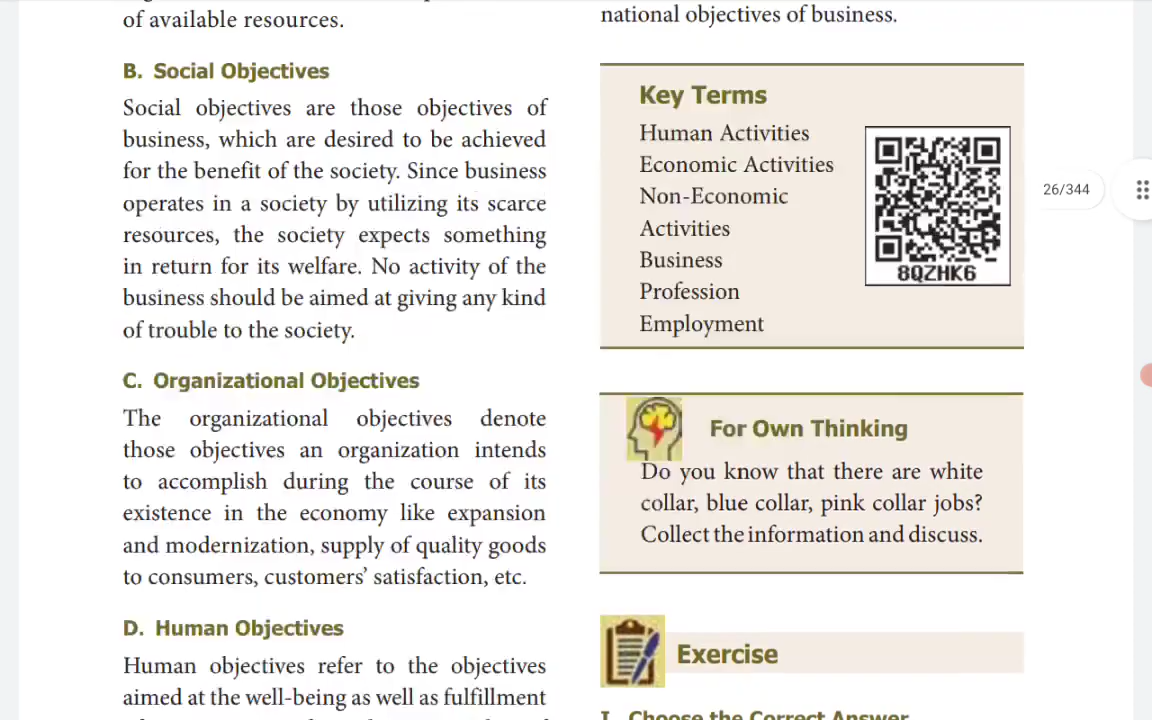 of available resources.
B. Social Objectives
Social objectives are those objectives of
business, which are desired to be achieved
for the benefit of the society. Since business
operates in a society by utilizing its scarce
resources, the society expects something
in return for its welfare. No activity of the
business should be aimed at giving any kind
of trouble to the society.
C. Organizational Objectives
The organizational objectives denote
those objectives an organization intends
to accomplish during the course of its
existence in the economy like expansion
and modernization, supply of quality goods
to consumers, customers’ satisfaction, etc.
D. Human Objectives
Human objectives refer to the objectives
aimed at the well-being as well as fulfillment
national objectives of business.
Key Terms
Human Activities
Economic Activities
Non-Economic
Activities
Business
Profession
Employment
8QZHK6
26/344
For Own Thinking
Do you know that there are white
collar, blue collar, pink collar jobs?
Collect the information and discuss.
Exercise
I. Choose the Correct Answer